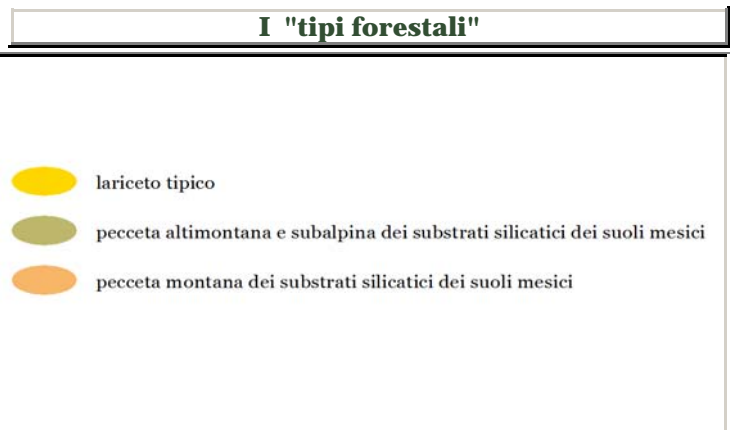 I "tipi forestali"
lariceto tipico
pecceta altimontana e subalpina dei substrati silicatici dei suoli mesici
pecceta montana dei substrati silicatici dei suoli mesici